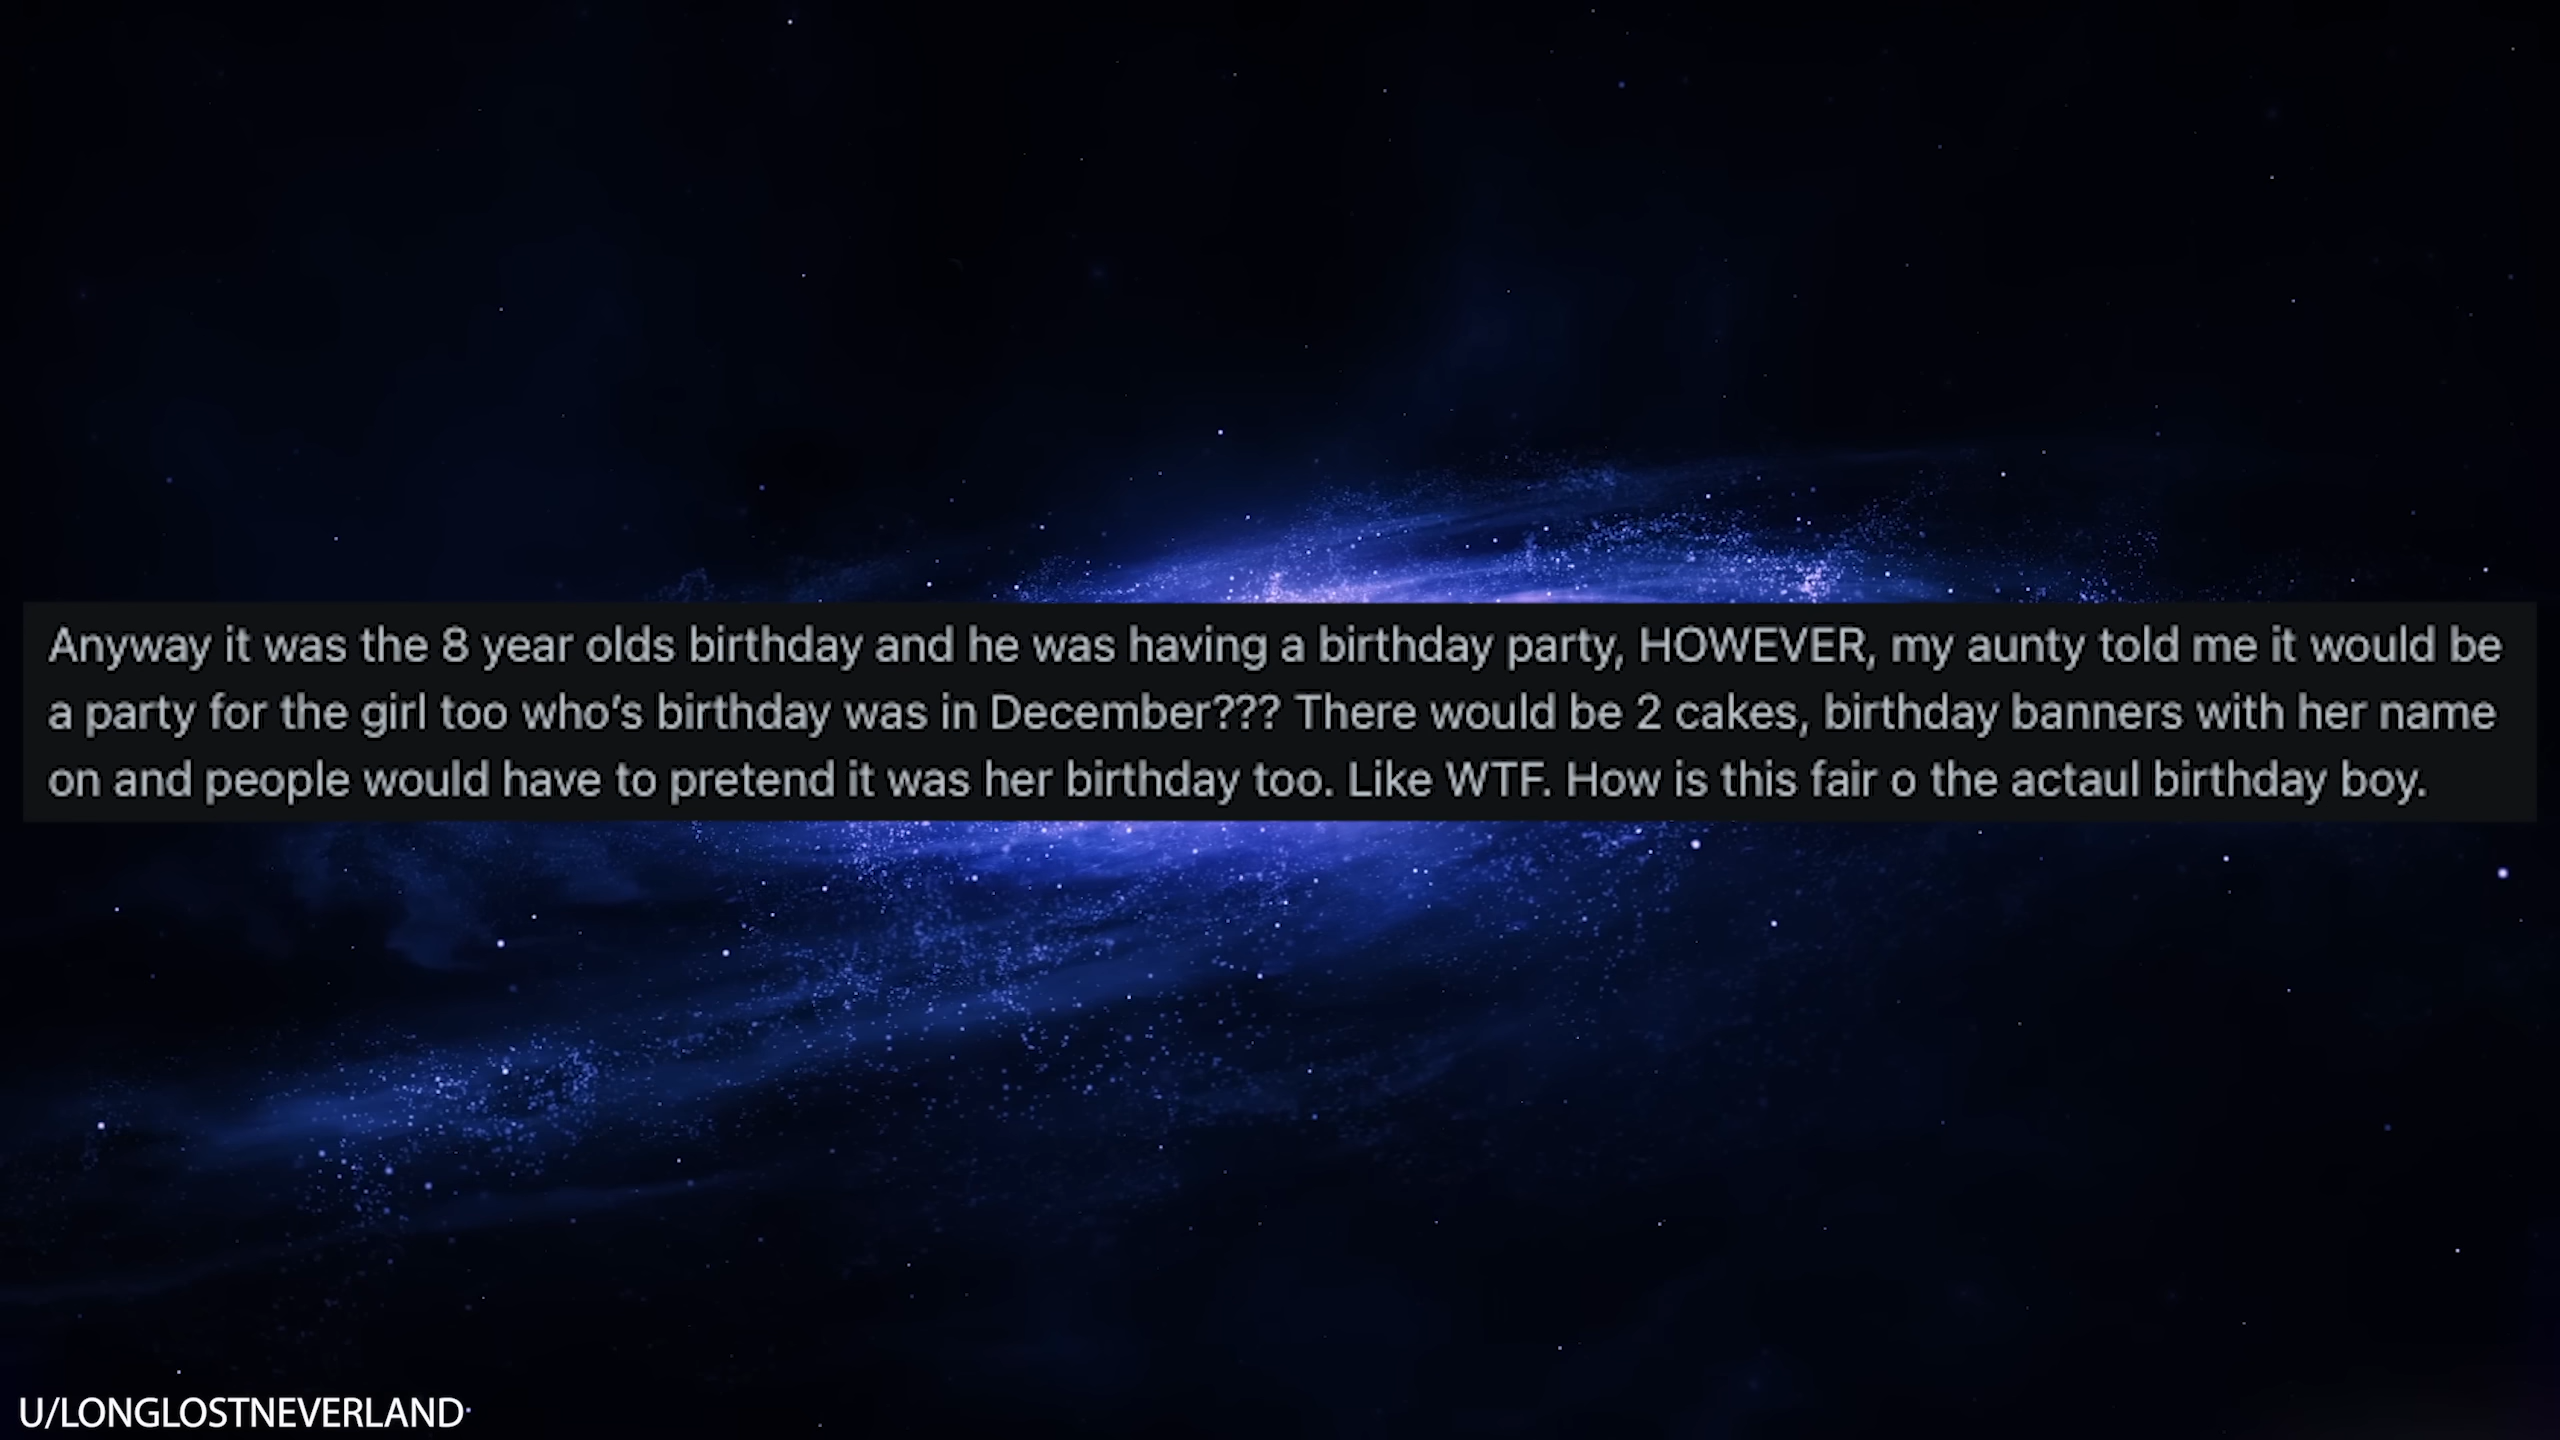 Anyway it was the 8 year olds birthday and he was having a birthday party, HOWEVER, my aunty told me it would be
a party for the girl too who’s birthday was in December??? There would be 2 cakes, birthday banners with her name
on and people would have to pretend it was her birthday too. Like WTF. How is this fair o the actaul birthday boy.
U/LONGLOSTNEVERLAND